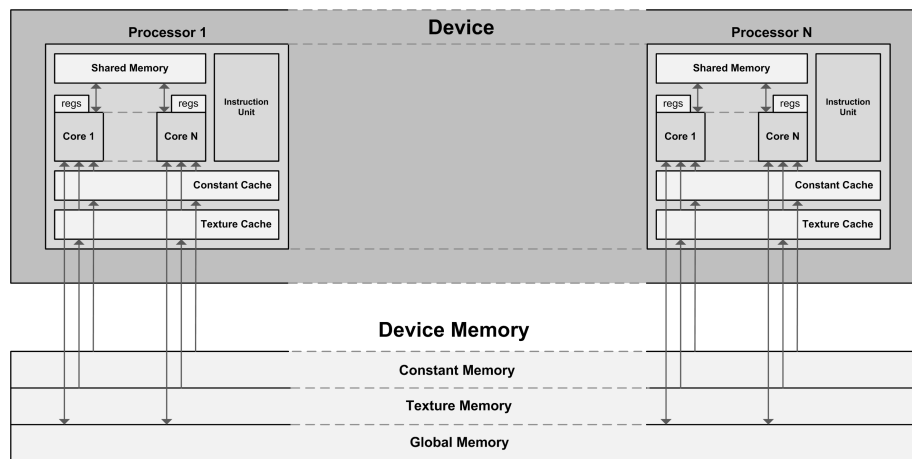 Device
Processor 1
Processor N
Shared Memory
Instruction
Unit
regs
regs
Core 1
Core N
Constant Cache
Texture Cache
Shared Memory
Instruction
Unit
regs
regs
Core 1
Core N
Constant Cache
Texture Cache
Device Memory
Constant Memory
Texture Memory
Global Memory